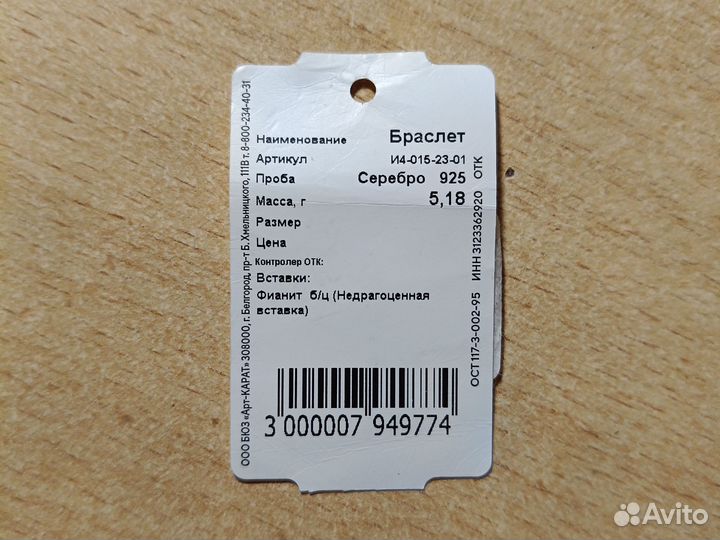 Наименование Браслет
Артикул И4-015-23-01
Проба Серебро 925
Масса, г 5,18
Размер
Цена
Контролер ОТК:
Вставки:
Фианит б/ц (Недрагоценная
вставка)
3 000007 949774
ООО БЮЗ «Арт-КАРАТ» 308000, г. Белгород, пр-т Б. Хмельницкого, 111В т. 8-800-234-40-31
ОСТ 117-3-002-95 ИНН 3123362920 ОТК
Avito